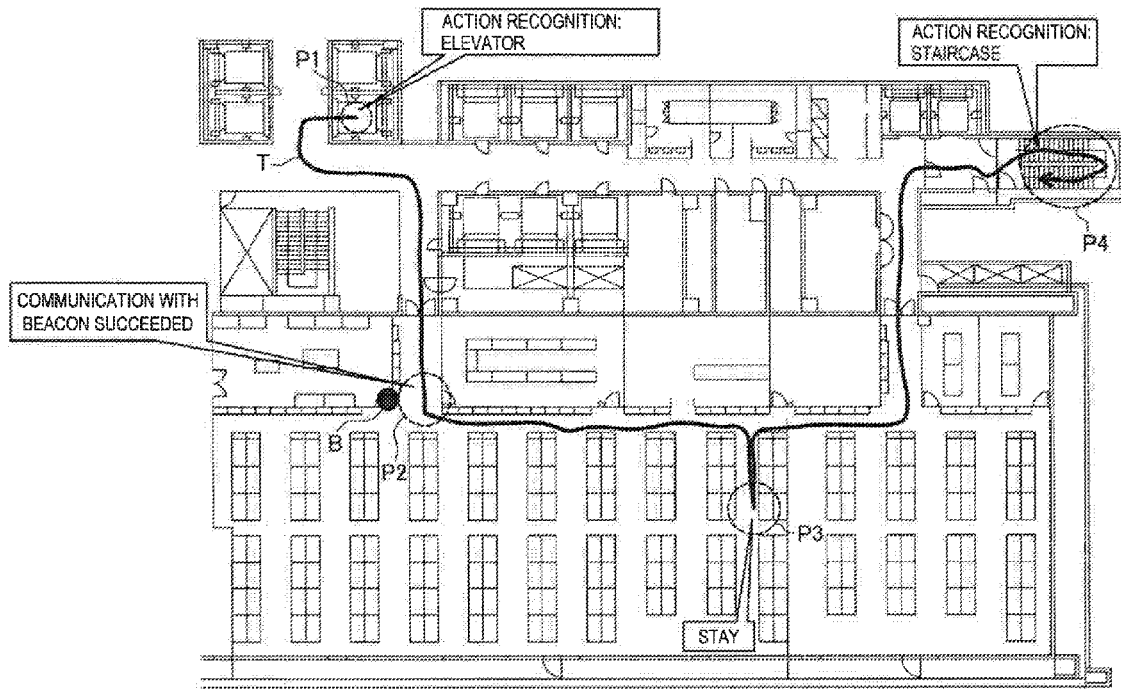 ACTION RECOGNITION:
ELEVATOR
ACTION RECOGNITION:
STAIRCASE
P1
T
P4
COMMUNICATION WITH
BEACON SUCCEEDED
B
P2
P3
STAY